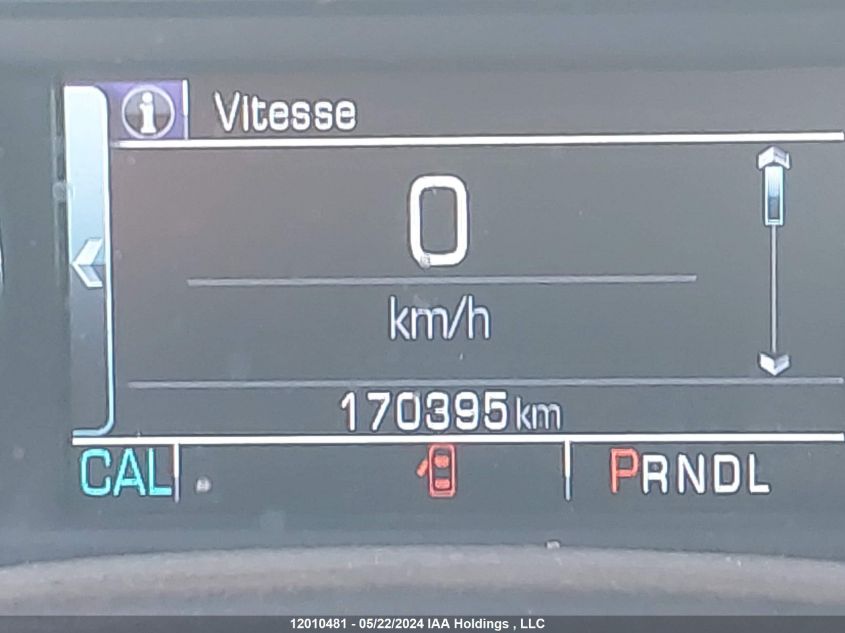 Vitesse
0
km/h
170395 km
CAL PRNDL
12010481 - 05/22/2024 IAA Holdings , LLC